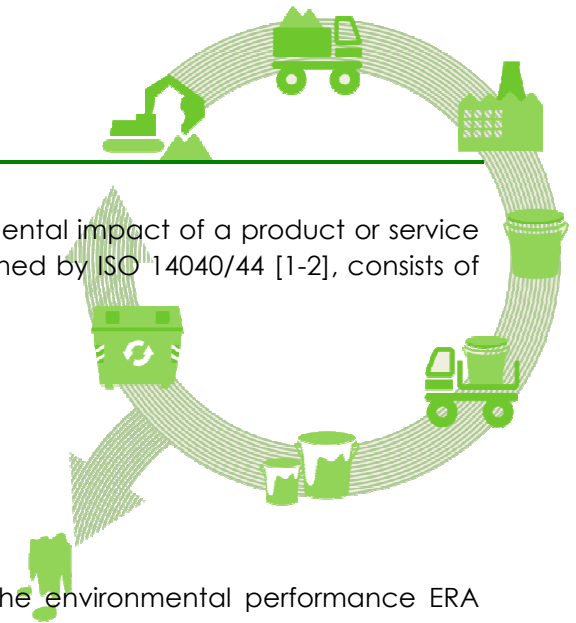 ental impact of a product or service
ned by ISO 14040/44 [1-2], consists of
he environmental performance ERA